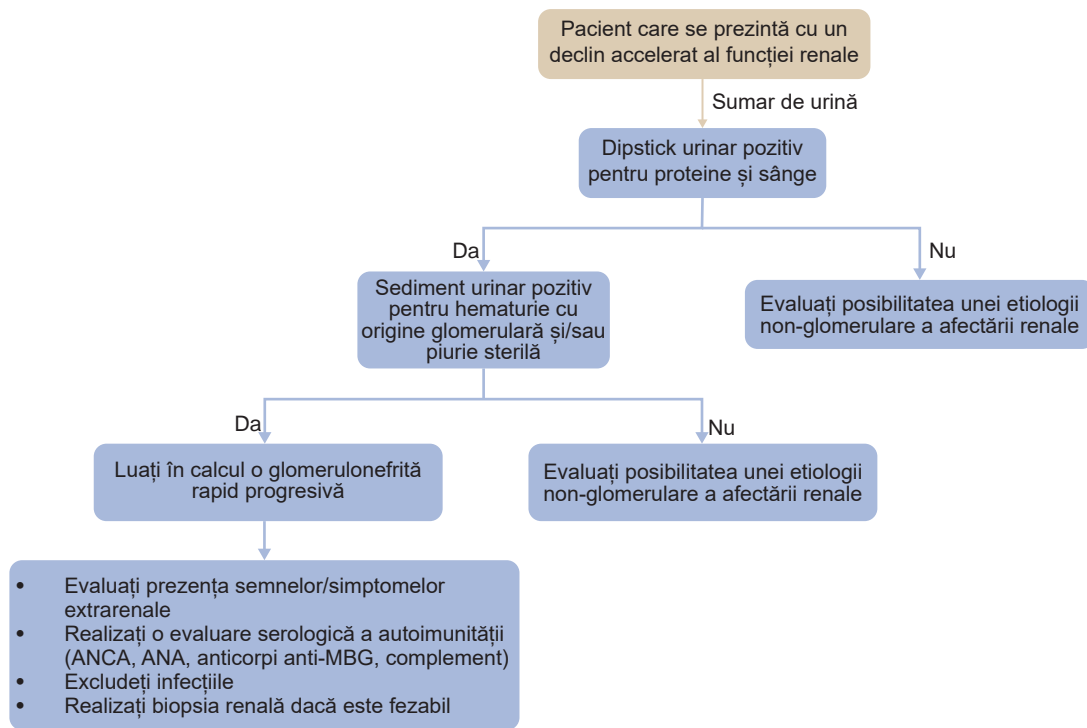 Pacient care se prezintă cu un
declin accelerat al funcției renale
Sumar de urină
Dipstick urinar pozitiv
pentru proteine și sânge
Da
Nu
Sediment urinar pozitiv
pentru hematurie cu
origine glomerulară și/sau
piurie sterilă
Evaluați posibilitatea unei etiologii
non-glomerulare a afectării renale
Da
Nu
Luați în calcul o glomerulonefrită
rapid progresivă
Evaluați posibilitatea unei etiologii
non-glomerulare a afectării renale
• Evaluați prezența semnelor/simptomelor
extrarenale
• Realizați o evaluare serologică a autoimunității
(ANCA, ANA, anticorpi anti-MBG, complement)
• Excludeți infecțiile
• Realizați biopsia renală dacă este fezabil